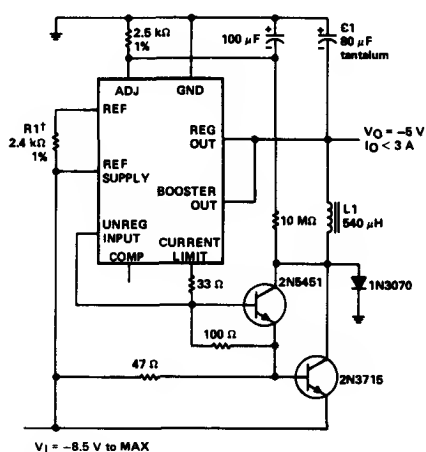 2.5 kΩ
1%
100 μF
+
-
C1
80 μF
tantalum
+
-
ADJ
GND
REF
R1†
2.4 kΩ
1%
REG
OUT
VO = −5 V
IO < 3 A
REF
SUPPLY
BOOSTER
OUT
UNREG
INPUT
CURRENT
LIMIT
COMP
10 MΩ
L1
540 μH
33 Ω
2N5451
1N3070
100 Ω
47 Ω
2N3715
VI = −8.5 V to MAX